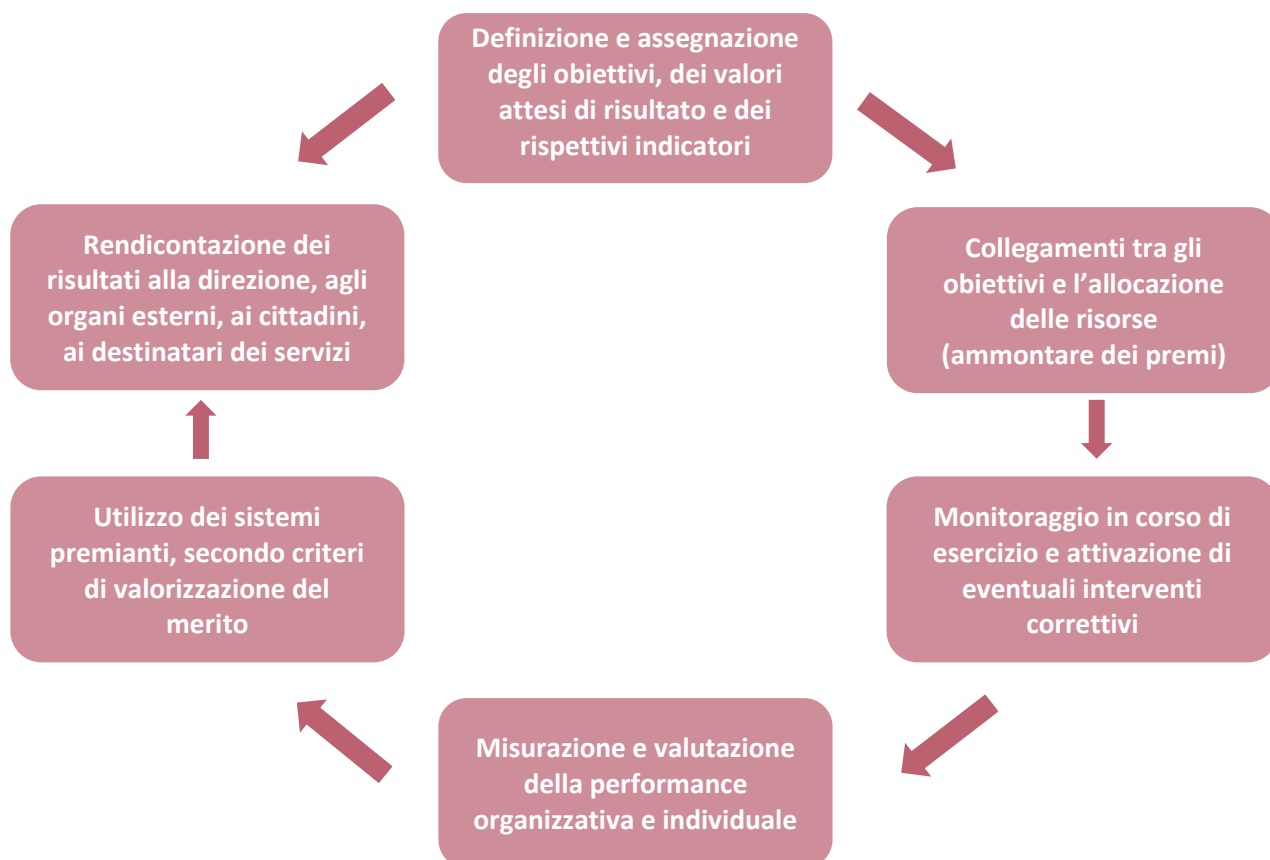 Definizione e assegnazione
degli obiettivi, dei valori
attesi di risultato e dei
rispettivi indicatori
Collegamenti tra gli
obiettivi e l’allocazione
delle risorse
(ammontare dei premi)
Monitoraggio in corso di
esercizio e attivazione di
eventuali interventi
correttivi
Misurazione e valutazione
della performance
organizzativa e individuale
Utilizzo dei sistemi
premianti, secondo criteri
di valorizzazione del
merito
Rendicontazione dei
risultati alla direzione, agli
organi esterni, ai cittadini,
ai destinatari dei servizi